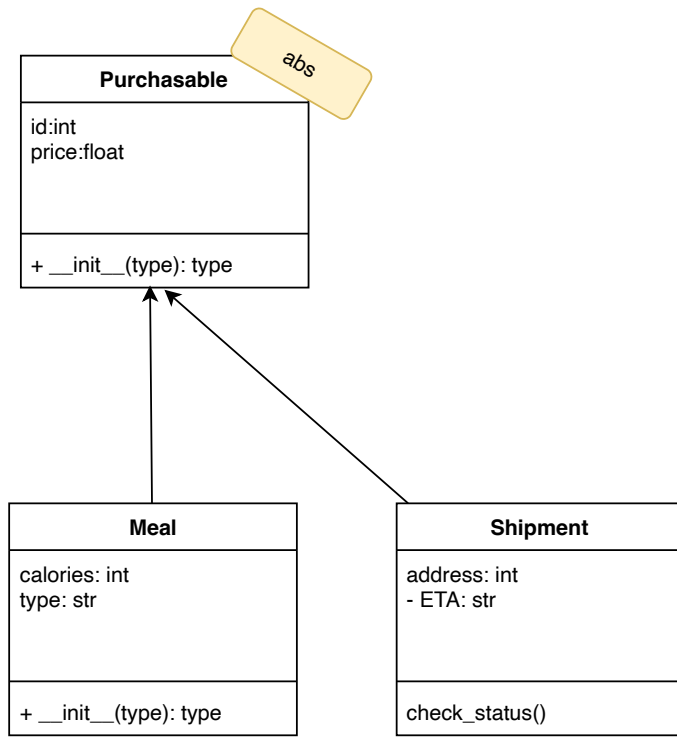 abs
Purchasable
id:int
price:float
+ __init__(type): type
Meal
calories: int
type: str
+ __init__(type): type
Shipment
address: int
- ETA: str
check_status()